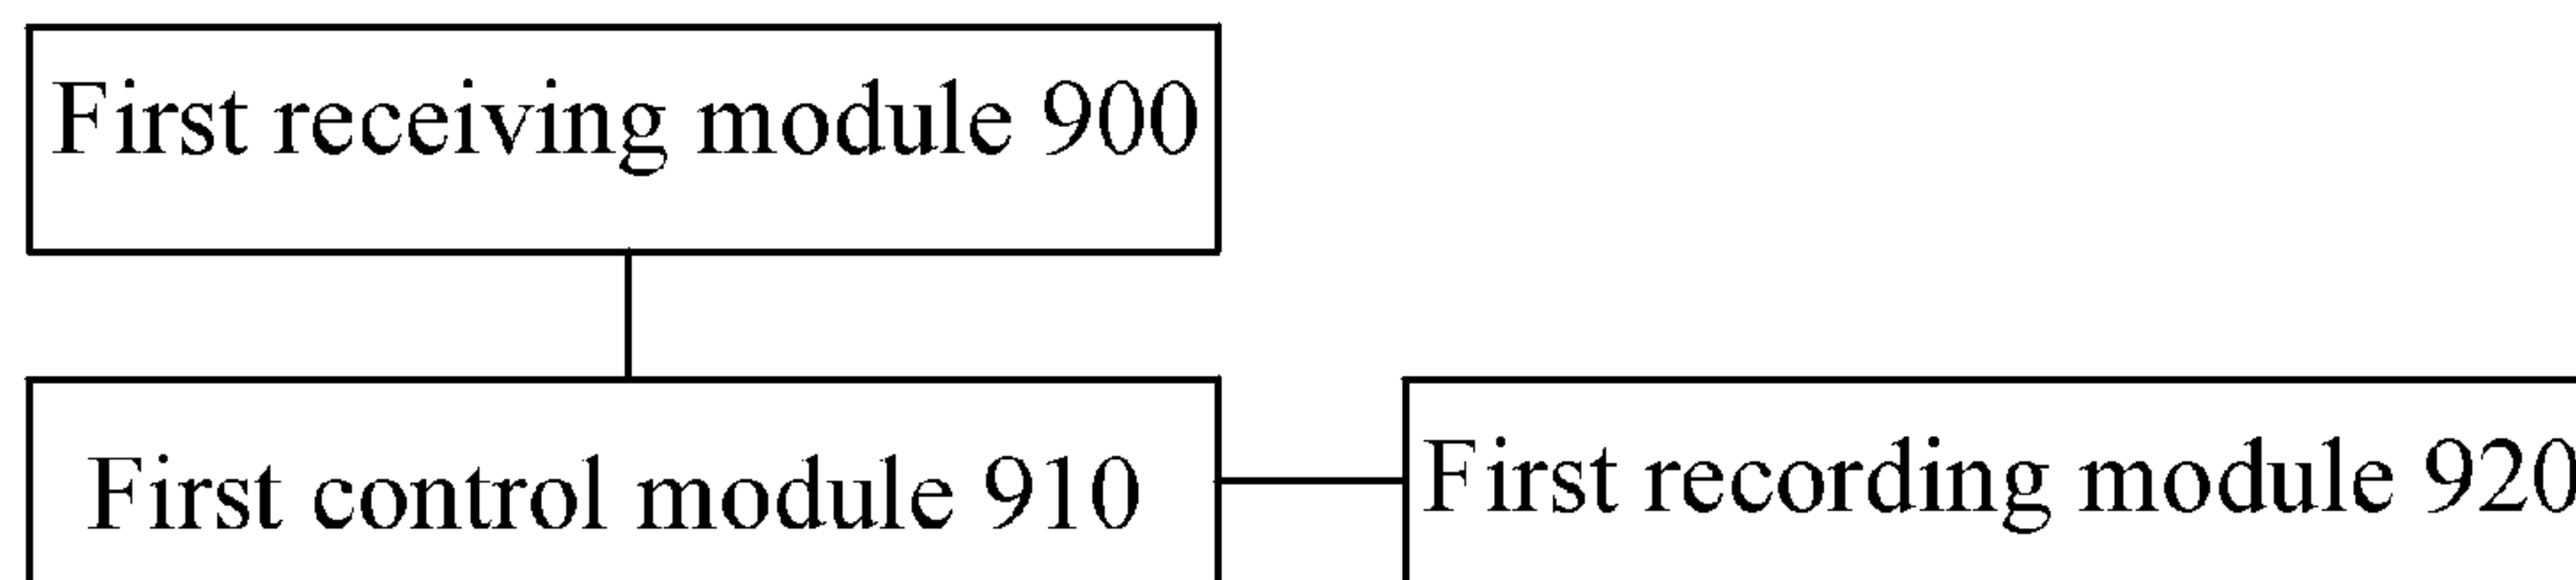 First receiving module 900
First control module 910
First recording module 920